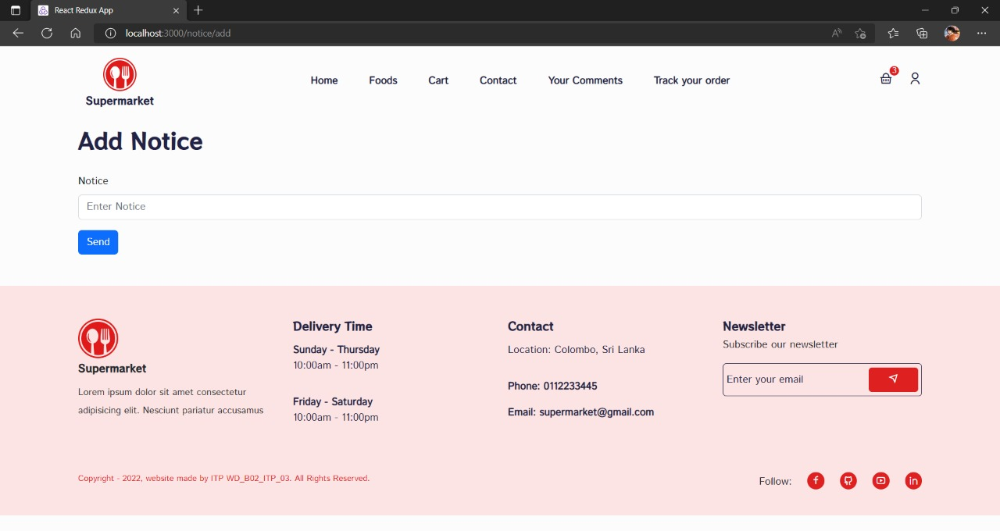 React Redux App
localhost:3000/notice/add
3
Supermarket
Home
Foods
Cart
Contact
Your Comments
Track your order
Add Notice
Notice
Enter Notice
Send
Supermarket
Lorem ipsum dolor sit amet consectetur
adipisicing elit. Nesciunt pariatur accusamus
Delivery Time
Sunday - Thursday
10:00am - 11:00pm
Friday - Saturday
10:00am - 11:00pm
Contact
Location: Colombo, Sri Lanka
Phone: 0112233445
Email: supermarket@gmail.com
Newsletter
Subscribe our newsletter
Enter your email
Copyright - 2022, website made by ITP WD_B02_ITP_03. All Rights Reserved.
Follow: